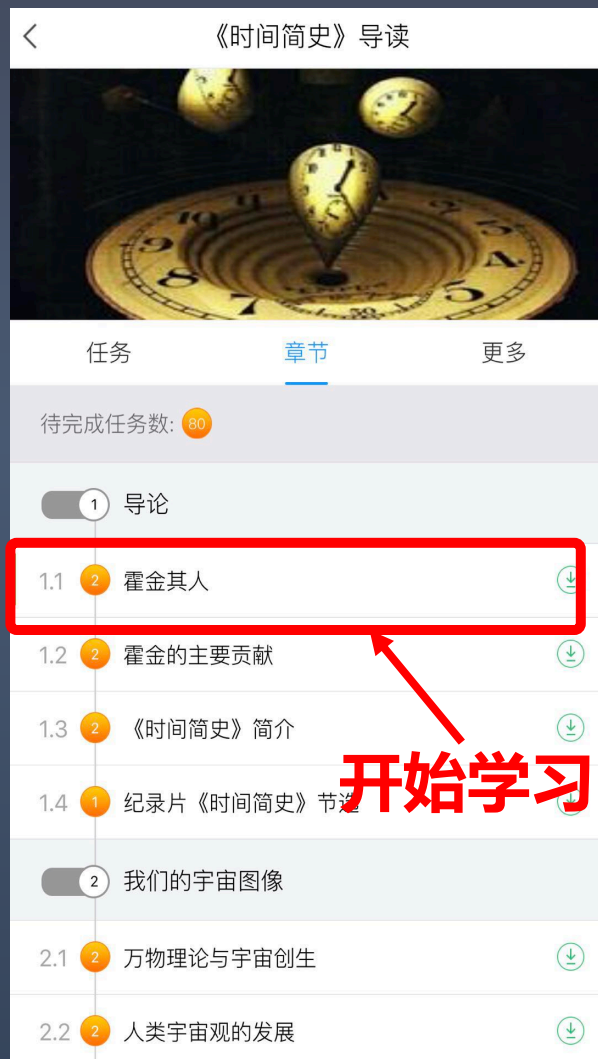 《时间简史》导读
任务 章节 更多
待完成任务数: 80
1 导论
1.1 2 霍金其人
1.2 2 霍金的主要贡献
1.3 2 《时间简史》简介
开始学习
1.4 1 纪录片《时间简史》节选
2 我们的宇宙图像
2.1 2 万物理论与宇宙创生
2.2 2 人类宇宙观的发展